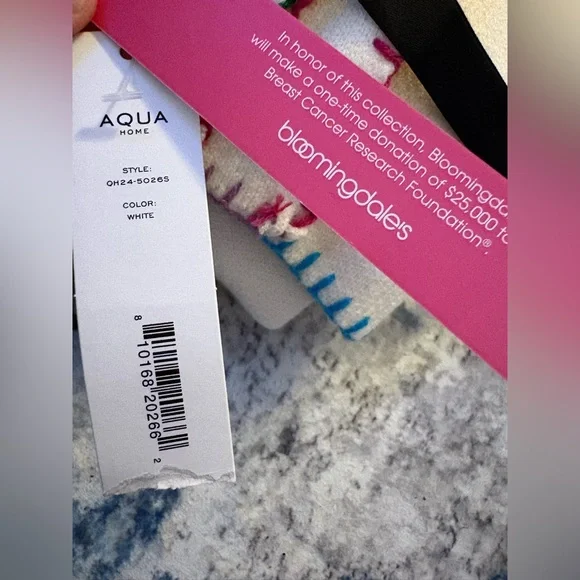 AQUA
HOME
STYLE:
QH24-5026S
COLOR:
WHITE
8 10168 20266 2
In honor of this collection, Bloomingda
will make a one-time donation of $25,000 to
Breast Cancer Research Foundation®.
bloomingdale's